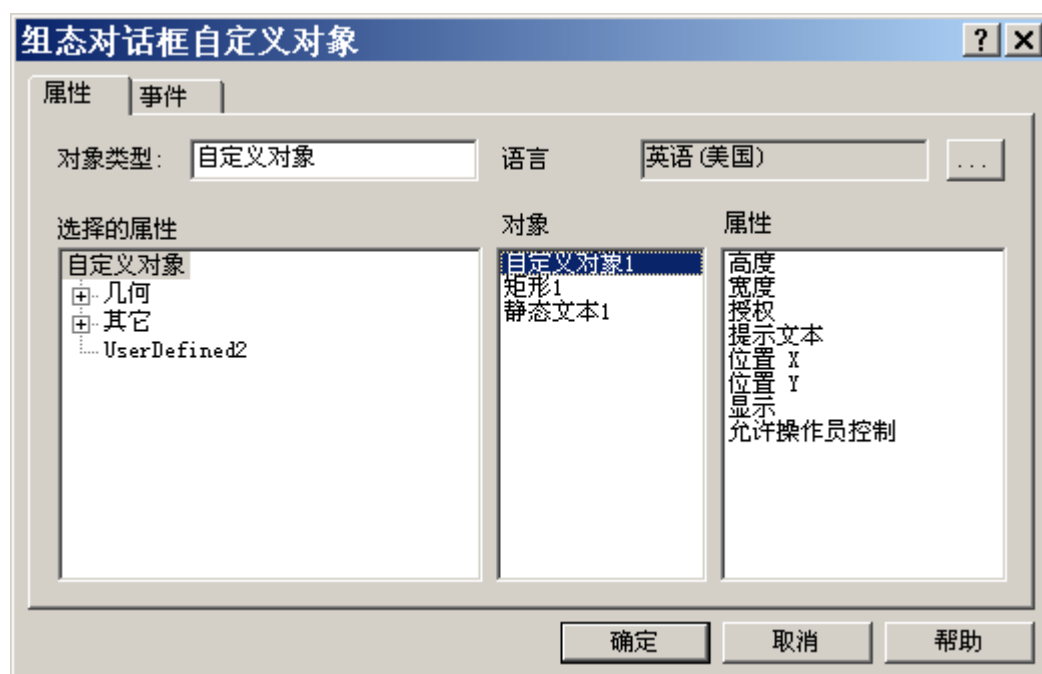 组态对话框自定义对象
属性 事件
对象类型: 自定义对象 语言 英语(美国) ...
选择的属性 对象 属性
自定义对象
几何
其它
UserDefined2
自定义对象1
矩形1
静态文本1
高度
宽度
授权
提示文本
位置 X
位置 Y
显示
允许操作员控制
确定 取消 帮助